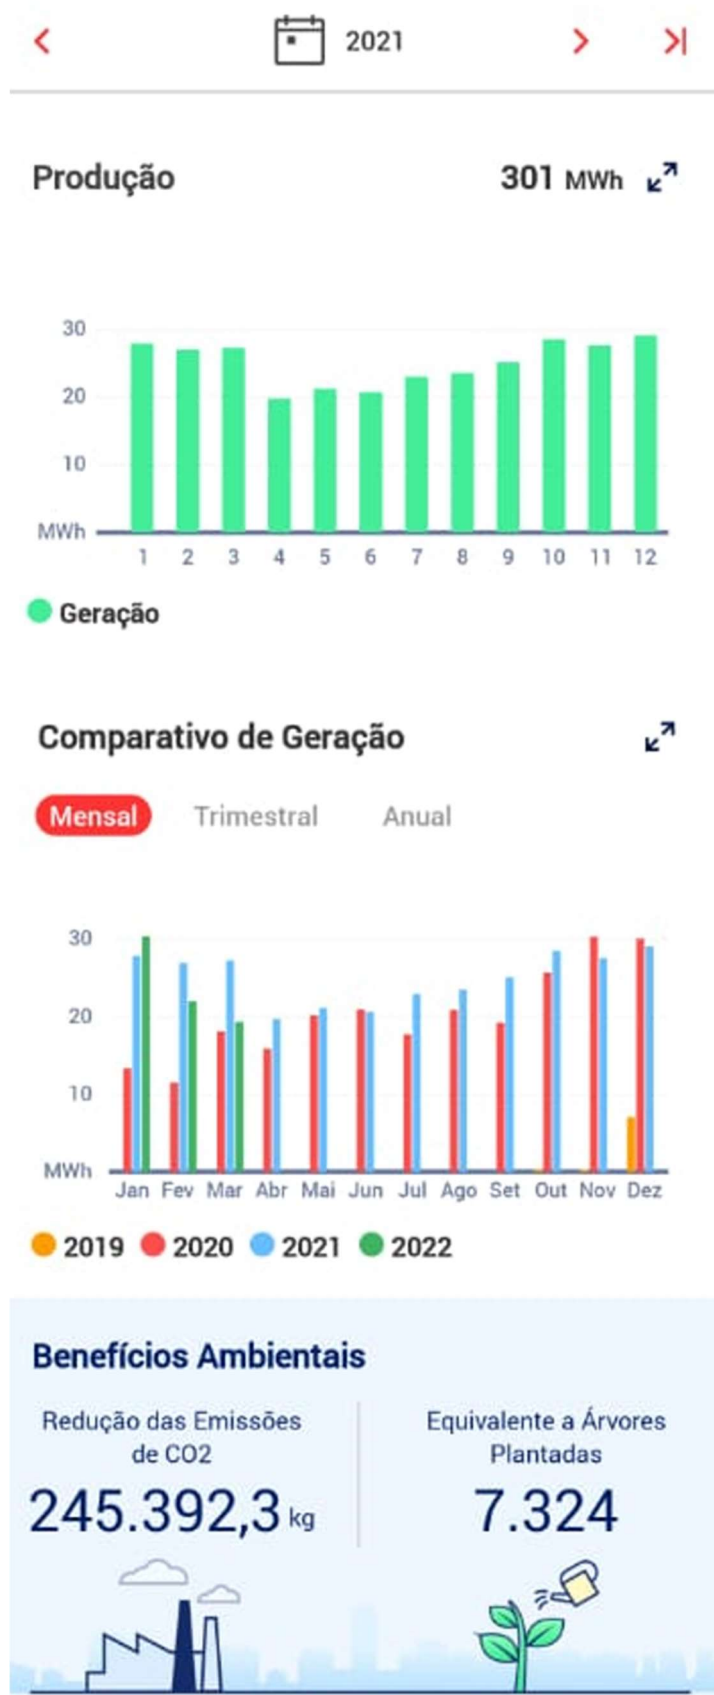 2021
Produção
301 MWh
30
20
10
MWh
1 2 3 4 5 6 7 8 9 10 11 12
Geração
Comparativo de Geração
Mensal Trimestral Anual
30
20
10
MWh
Jan Fev Mar Abr Mai Jun Jul Ago Set Out Nov Dez
2019 2020 2021 2022
Benefícios Ambientais
Redução das Emissões
de CO2
245.392,3 kg
Equivalente a Árvores
Plantadas
7.324